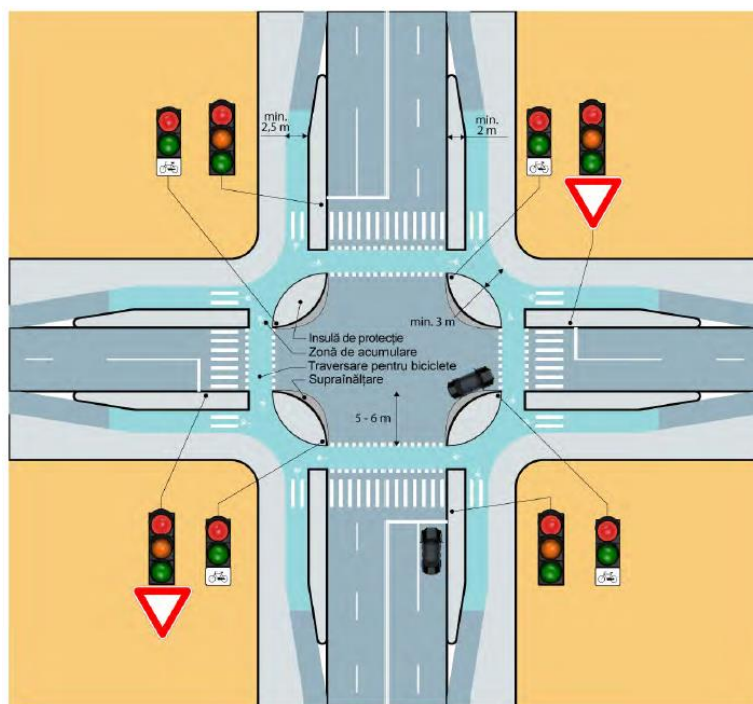 min.
2,5 m
min.
2 m
min. 3 m
Insulă de protecție
Zonă de acumulare
Traversare pentru biciclete
Supraînălțare
5 - 6 m